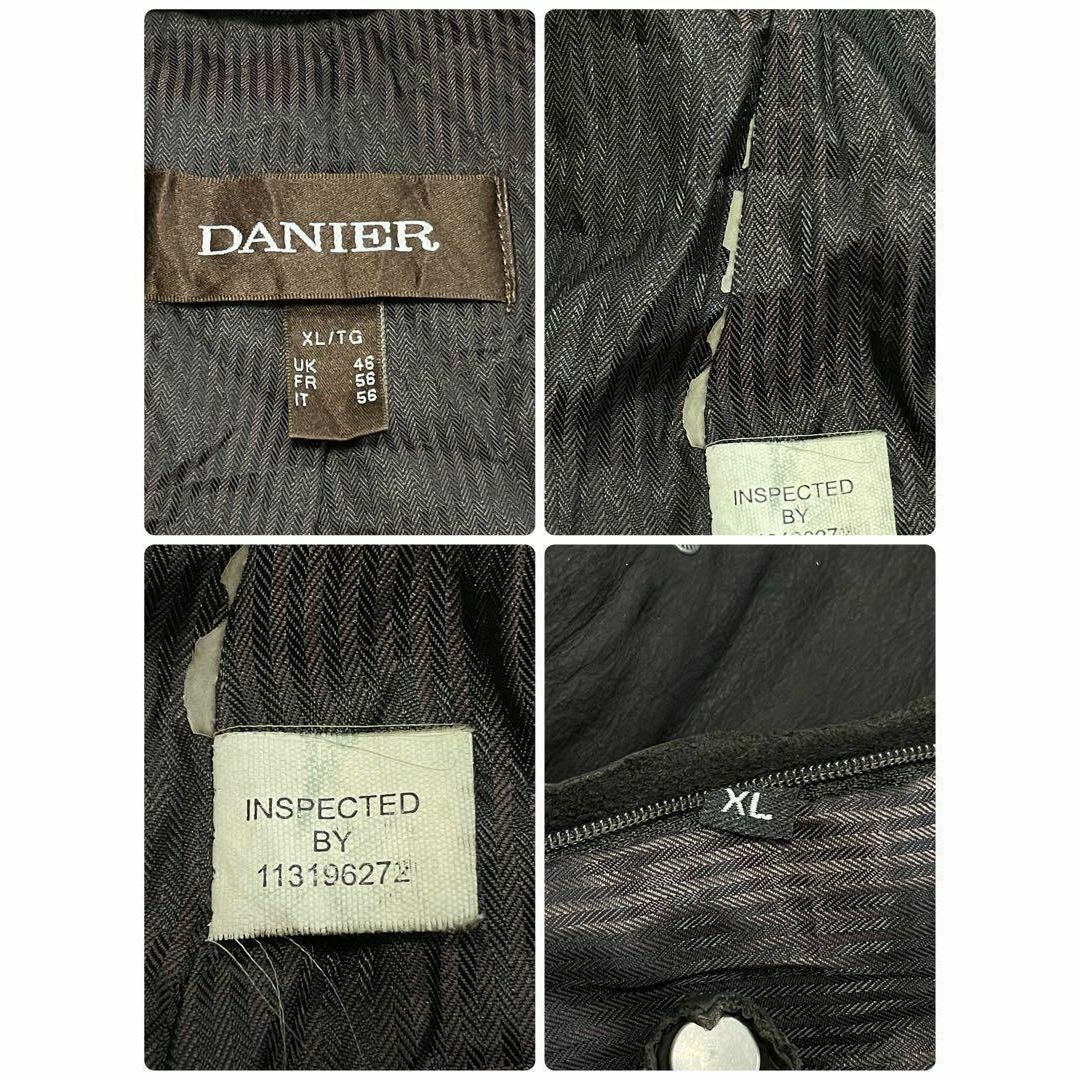 DANIER
XL/TG
UK 46
FR 56
IT 56
INSPECTED
BY
INSPECTED
BY
113196272
XL